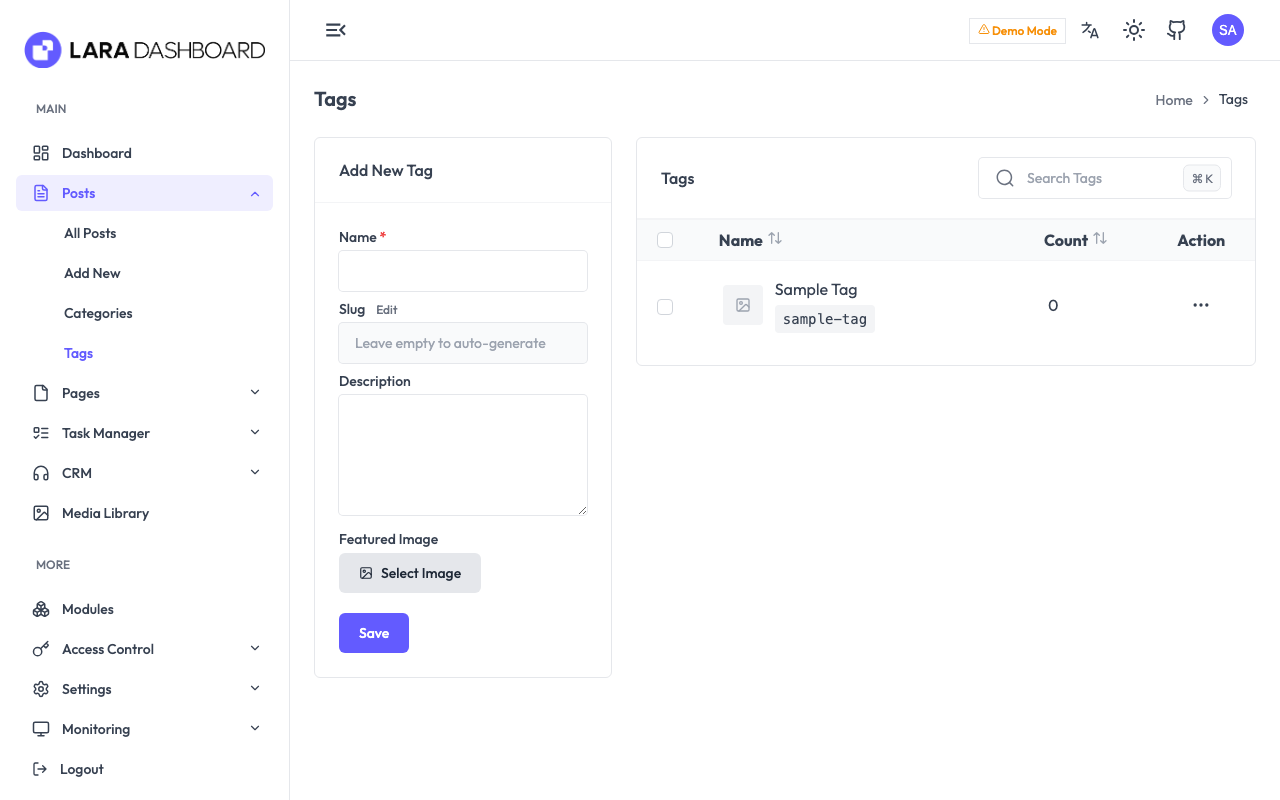 LARA DASHBOARD
MAIN
Dashboard
Posts
All Posts
Add New
Categories
Tags
Pages
Task Manager
CRM
Media Library
MORE
Modules
Access Control
Settings
Monitoring
Logout
Demo Mode
SA
Tags
Home > Tags
Add New Tag
Name *
Slug Edit
Leave empty to auto-generate
Description
Featured Image
Select Image
Save
Tags
Search Tags
⌘ K
Name Count Action
Sample Tag
sample-tag
0